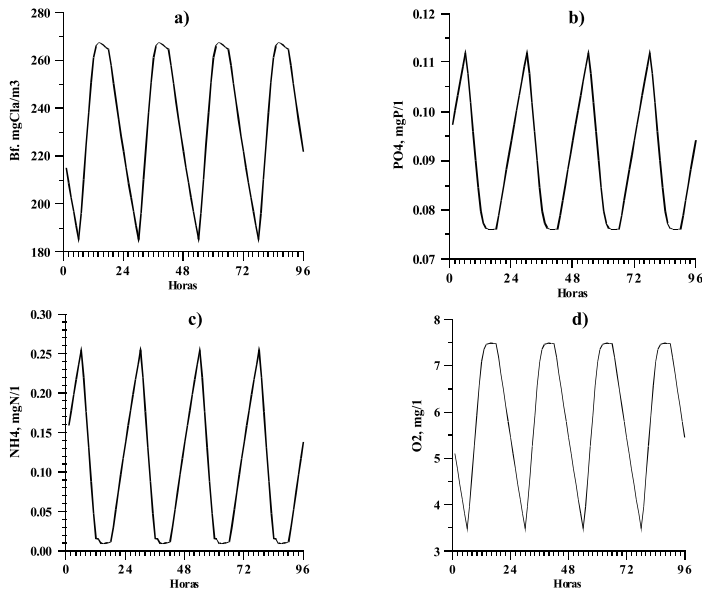 a)
280
260
240
220
200
180
Bf. mgCla/m3
0 24 48 72 96
Horas
b)
0.12
0.11
0.10
0.09
0.08
0.07
PO4, mgP/1
0 24 48 72 96
Horas
c)
0.30
0.25
0.20
0.15
0.10
0.05
0.00
NH4, mgN/1
0 24 48 72 96
Horas
d)
8
7
6
5
4
3
O2, mg/1
0 24 48 72 96
Horas